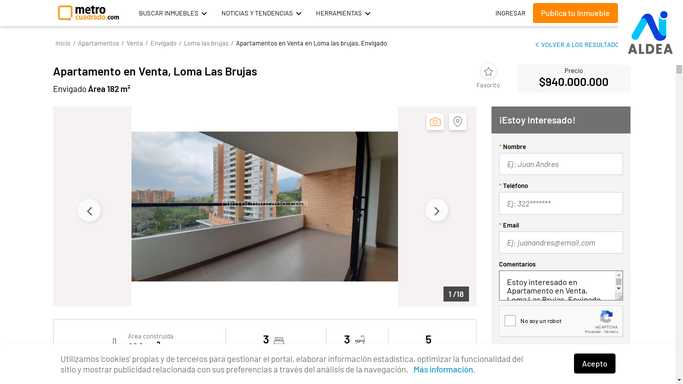 metro
cuadrado.com
BUSCAR INMUEBLES
NOTICIAS Y TENDENCIAS
HERRAMIENTAS
INGRESAR
Publica tu inmueble
ALDEA
Inicio / Apartamentos / Venta / Envigado / Loma las brujas / Apartamentos en Venta en Loma las brujas, Envigado
VOLVER A LOS RESULTADO
Apartamento en Venta, Loma Las Brujas
Envigado Área 182 m²
Favorito
Precio
$940.000.000
1 /18
¡Estoy Interesado!
* Nombre
Ej: Juan Andres
* Teléfono
Ej: 322*******
* Email
Ej: juanandres@email.com
Comentarios
Estoy interesado en
Apartamento en Venta,
Loma Las Brujas, Envigado
No soy un robot
reCAPTCHA
Privacidad - Términos
Área construida
3
3
5
Utilizamos 'cookies' propias y de terceros para gestionar el portal, elaborar información estadística, optimizar la funcionalidad del
sitio y mostrar publicidad relacionada con sus preferencias a través del análisis de la navegación. Más información.
Acepto